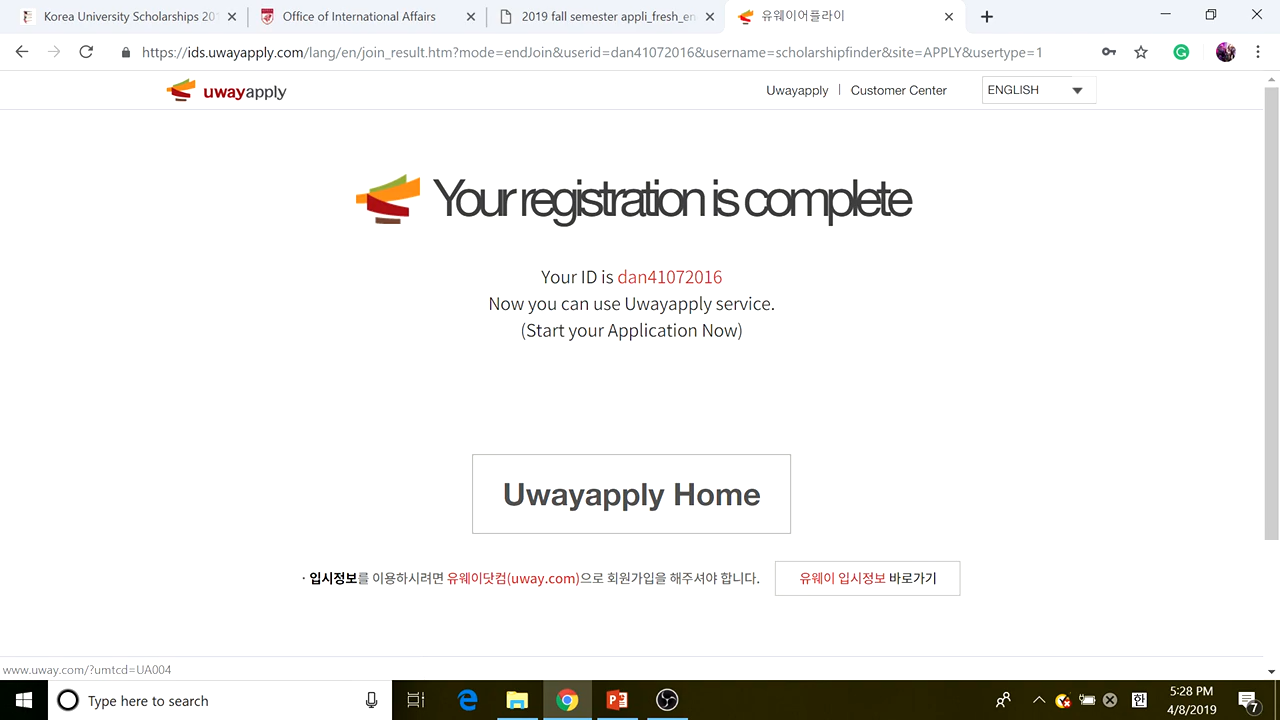 orea University Scholarships 201
Office of International Affairs
2019 fall semester appli_fresh_en
유웨이어플라이
https://ids.uwayapply.com/lang/en/join_result.htm?mode=endJoin&userid=dan41072016&username=scholarshipfinder&site=APPLY&usertype=1
uwayapply
Uwayapply | Customer Center
ENGLISH
Your registration is complete
Your ID is dan41072016
Now you can use Uwayapply service.
(Start your Application Now)
Uwayapply Home
· 입시정보를 이용하시려면 유웨이닷컴(uway.com)으로 회원가입을 해주셔야 합니다.
유웨이 입시정보 바로가기
www.uway.com/?umtcd=UA004
Type here to search
한
5:28 PM
4/8/2019
7